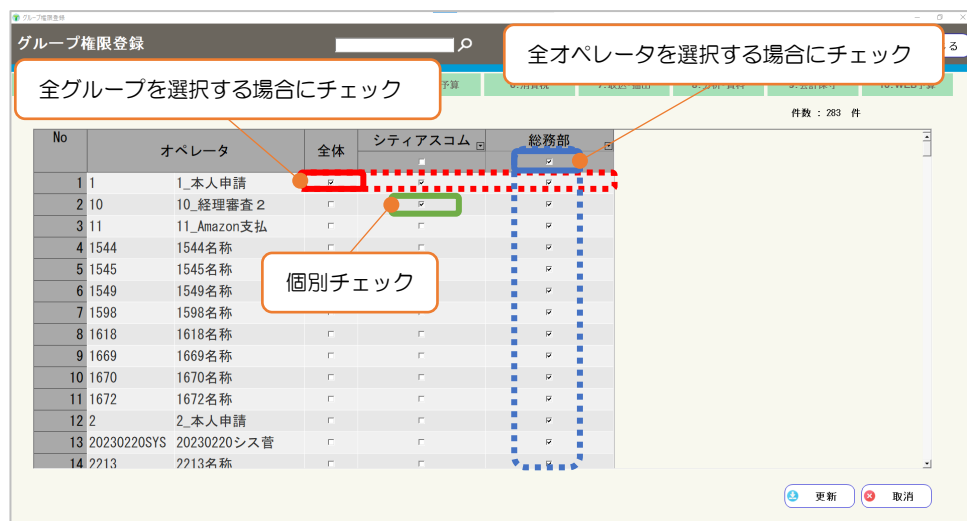 グループ権限登録
グループ権限登録
全オペレータを選択する場合にチェック
る
全グループを選択する場合にチェック
予算
件数 : 283 件
No オペレータ 全体 シティアスコム 総務部
1 1 1_本人申請
2 10 10_経理審査２
3 11 11_Amazon支払
4 1544 1544名称
5 1545 1545名称
6 1549 1549名称
7 1598 1598名称
個別チェック
8 1618 1618名称
9 1669 1669名称
10 1670 1670名称
11 1672 1672名称
12 2 2_本人申請
13 20230220SYS 20230220シス菅
14 2213 2213名称
更新 取消